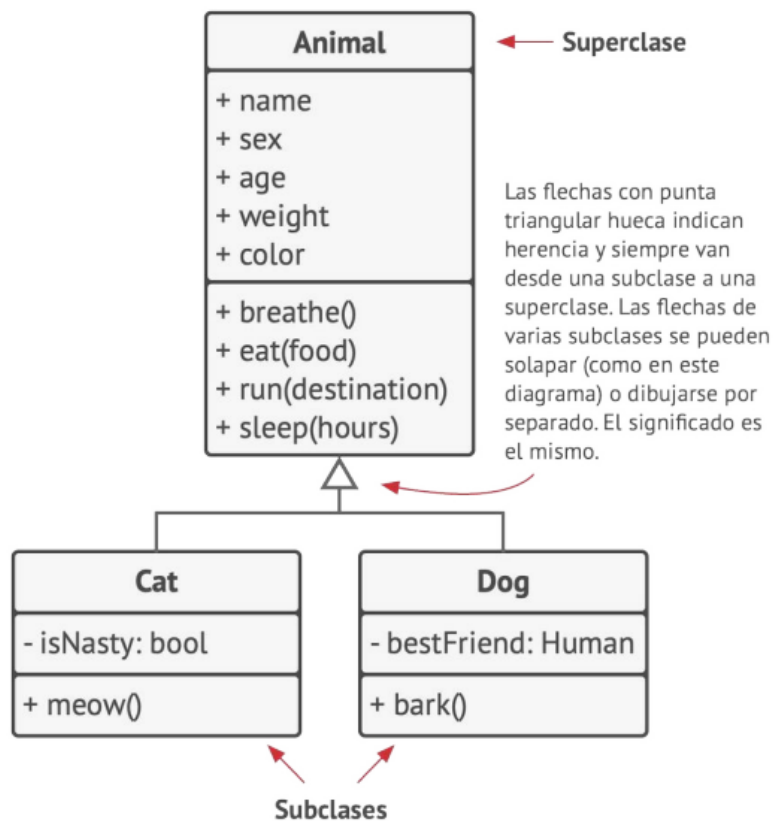 Animal
Superclase
+ name
+ sex
+ age
+ weight
+ color
+ breathe()
+ eat(food)
+ run(destination)
+ sleep(hours)
Las flechas con punta
triangular hueca indican
herencia y siempre van
desde una subclase a una
superclase. Las flechas de
varias subclases se pueden
solapar (como en este
diagrama) o dibujarse por
separado. El significado es
el mismo.
Cat
- isNasty: bool
+ meow()
Dog
- bestFriend: Human
+ bark()
Subclases